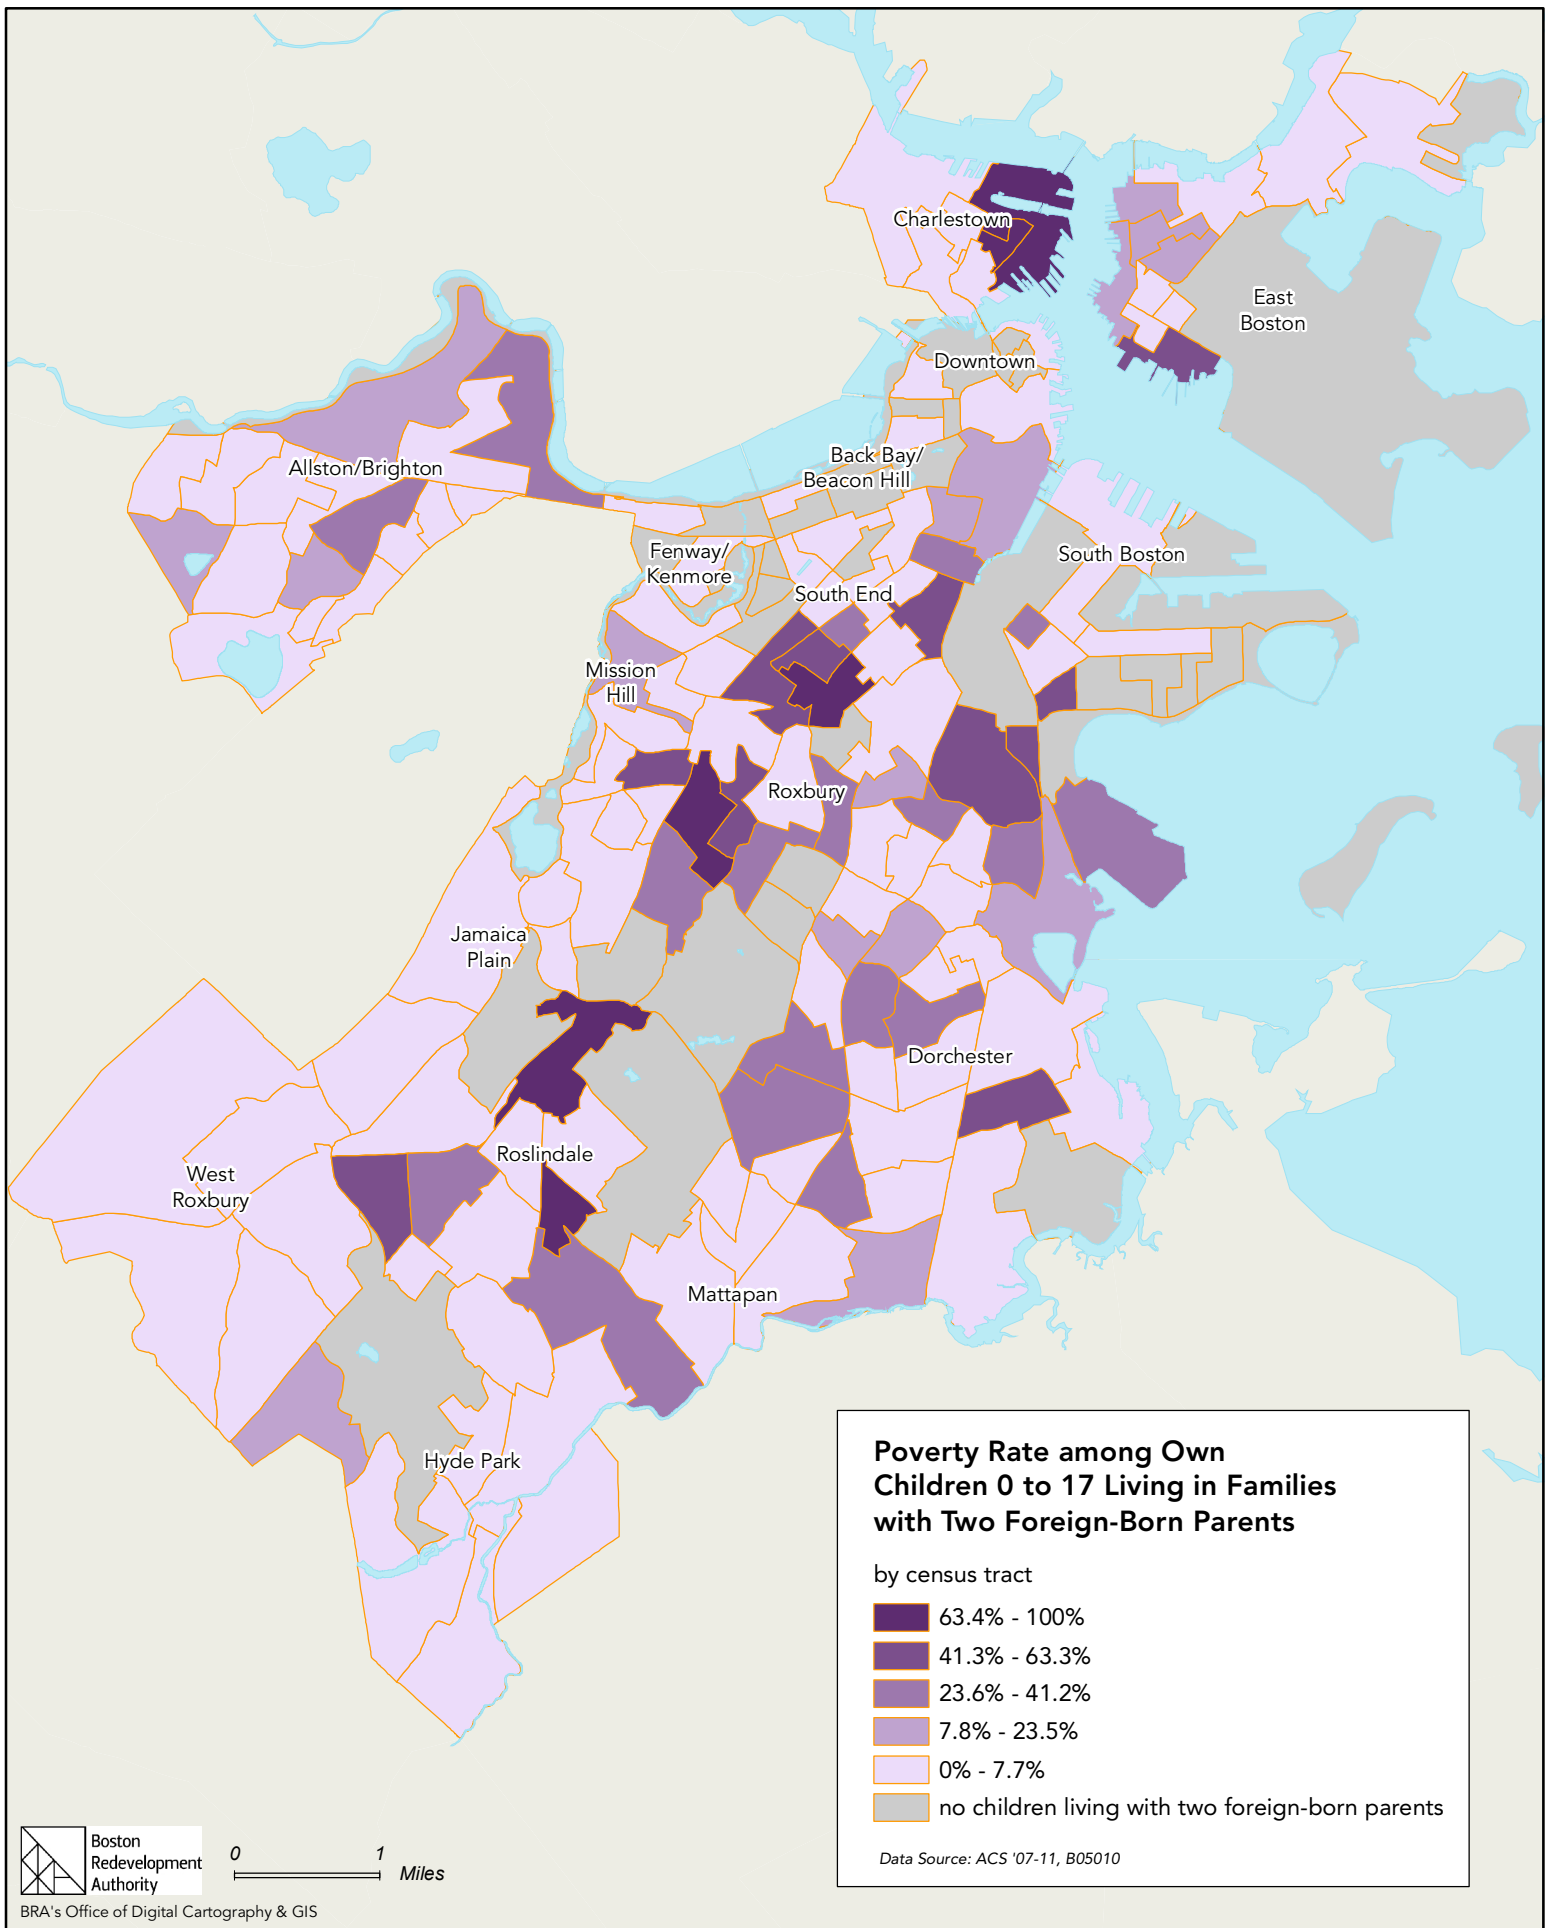 Charlestown
East
Boston
Downtown
Back Bay/
Beacon Hill
Allston/Brighton
Fenway/
Kenmore
South Boston
South End
Mission
Hill
Roxbury
Jamaica
Plain
Dorchester
Roslindale
West
Roxbury
Mattapan
Hyde Park
Poverty Rate among Own
Children 0 to 17 Living in Families
with Two Foreign-Born Parents
by census tract
63.4% - 100%
41.3% - 63.3%
23.6% - 41.2%
7.8% - 23.5%
0% - 7.7%
no children living with two foreign-born parents
Data Source: ACS '07-11, B05010
Boston
Redevelopment
Authority
0 1
Miles
BRA's Office of Digital Cartography & GIS